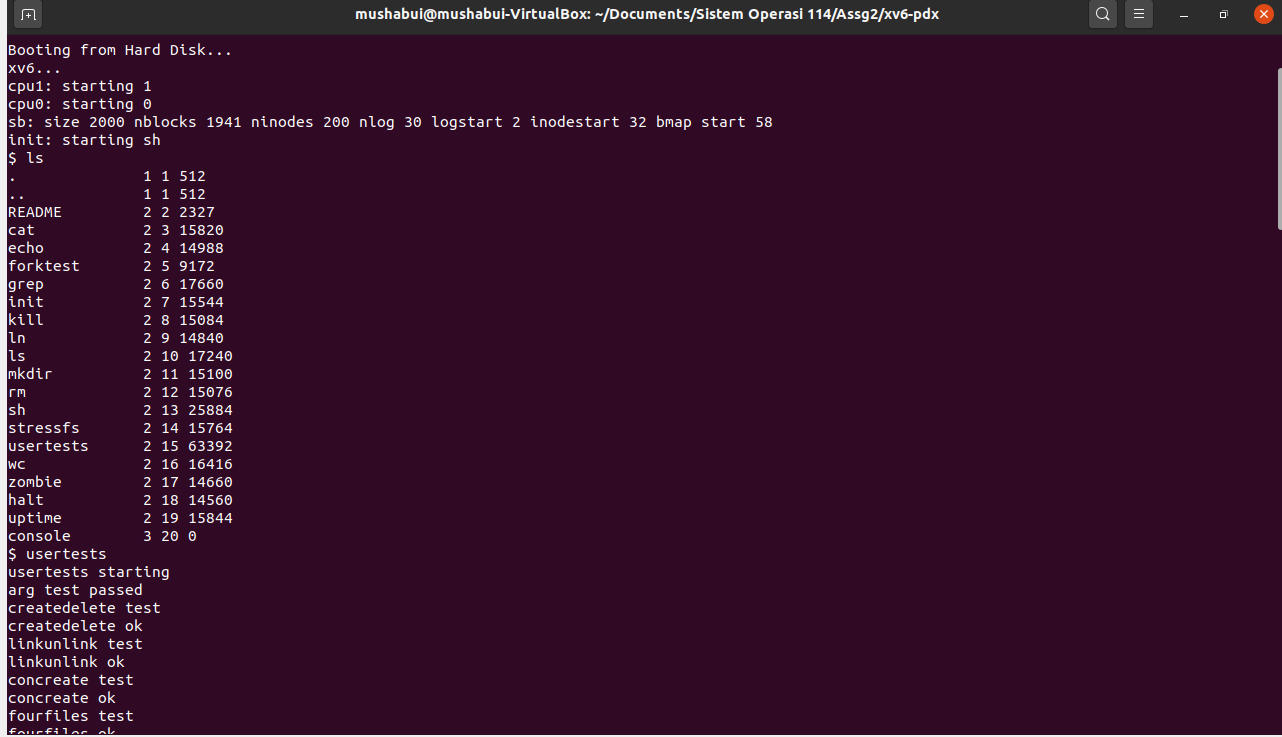 mushabui@mushabui-VirtualBox: ~/Documents/Sistem Operasi 114/Assg2/xv6-pdx
Booting from Hard Disk...
xv6...
cpu1: starting 1
cpu0: starting 0
sb: size 2000 nblocks 1941 ninodes 200 nlog 30 logstart 2 inodestart 32 bmap start 58
init: starting sh
$ ls
.              1 1 512
..             1 1 512
README         2 2 2327
cat            2 3 15820
echo           2 4 14988
forktest       2 5 9172
grep           2 6 17660
init           2 7 15544
kill           2 8 15084
ln             2 9 14840
ls             2 10 17240
mkdir          2 11 15100
rm             2 12 15076
sh             2 13 25884
stressfs       2 14 15764
usertests      2 15 63392
wc             2 16 16416
zombie         2 17 14660
halt           2 18 14560
uptime         2 19 15844
console        3 20 0
$ usertests
usertests starting
arg test passed
createdelete test
createdelete ok
linkunlink test
linkunlink ok
concreate test
concreate ok
fourfiles test
fourfiles ok